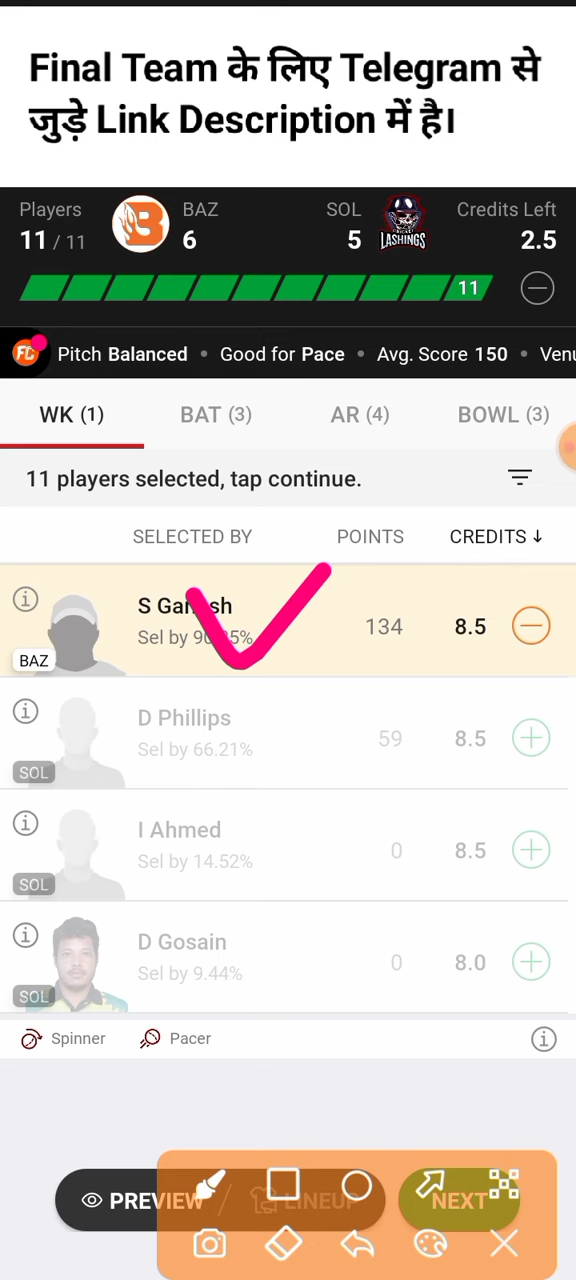 Final Team के लिए Telegram से
जुड़े Link Description में है।
Players BAZ SOL Credits Left
11 / 11 6 5 2.5
LASHINGS
11
FC Pitch Balanced • Good for Pace • Avg. Score 150 • Venu
WK (1) BAT (3) AR (4) BOWL (3)
11 players selected, tap continue.
SELECTED BY POINTS CREDITS ↓
S Ganesh
Sel by 134 8.5
BAZ
D Phillips
Sel by 66.21% 59 8.5
SOL
I Ahmed
Sel by 14.52% 0 8.5
SOL
D Gosain
Sel by 9.44% 0 8.0
SOL
Spinner Pacer
PREVIEW / LINEUP NEXT